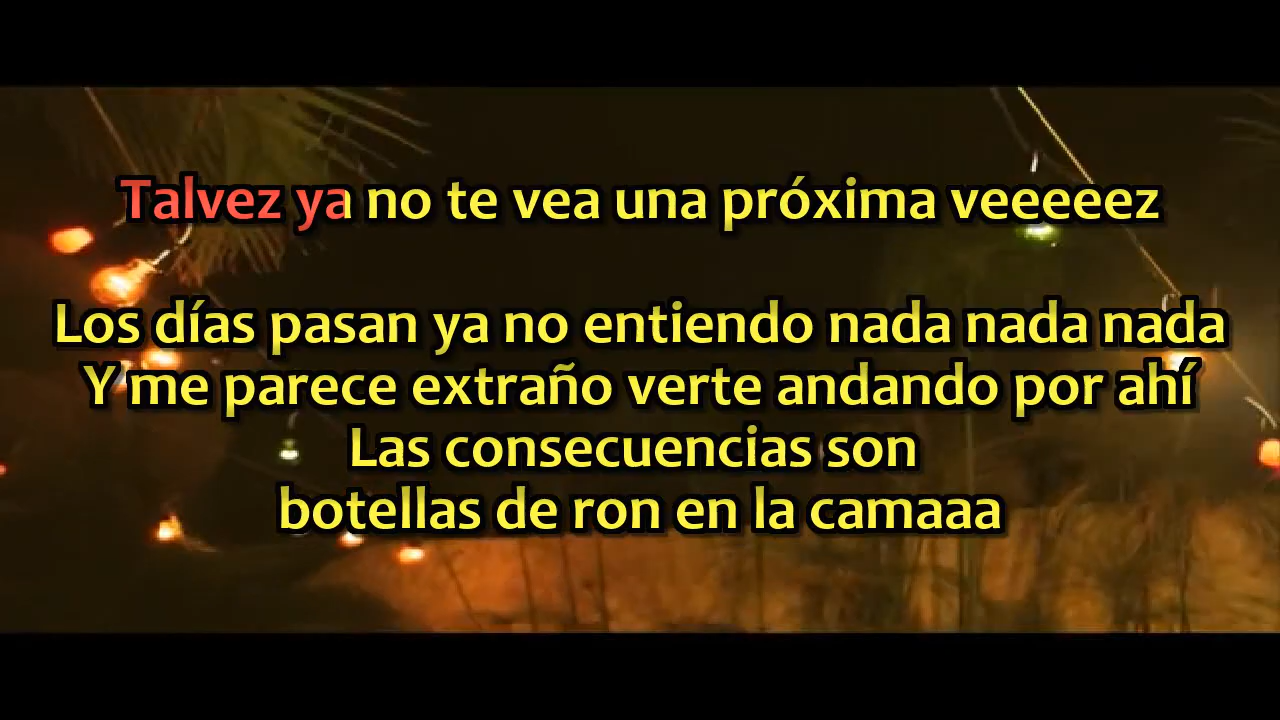 Talvez ya no te vea una próxima veeeeez
Los días pasan ya no entiendo nada nada nada
Y me parece extraño verte andando por ahí
Las consecuencias son
botellas de ron en la camaaa